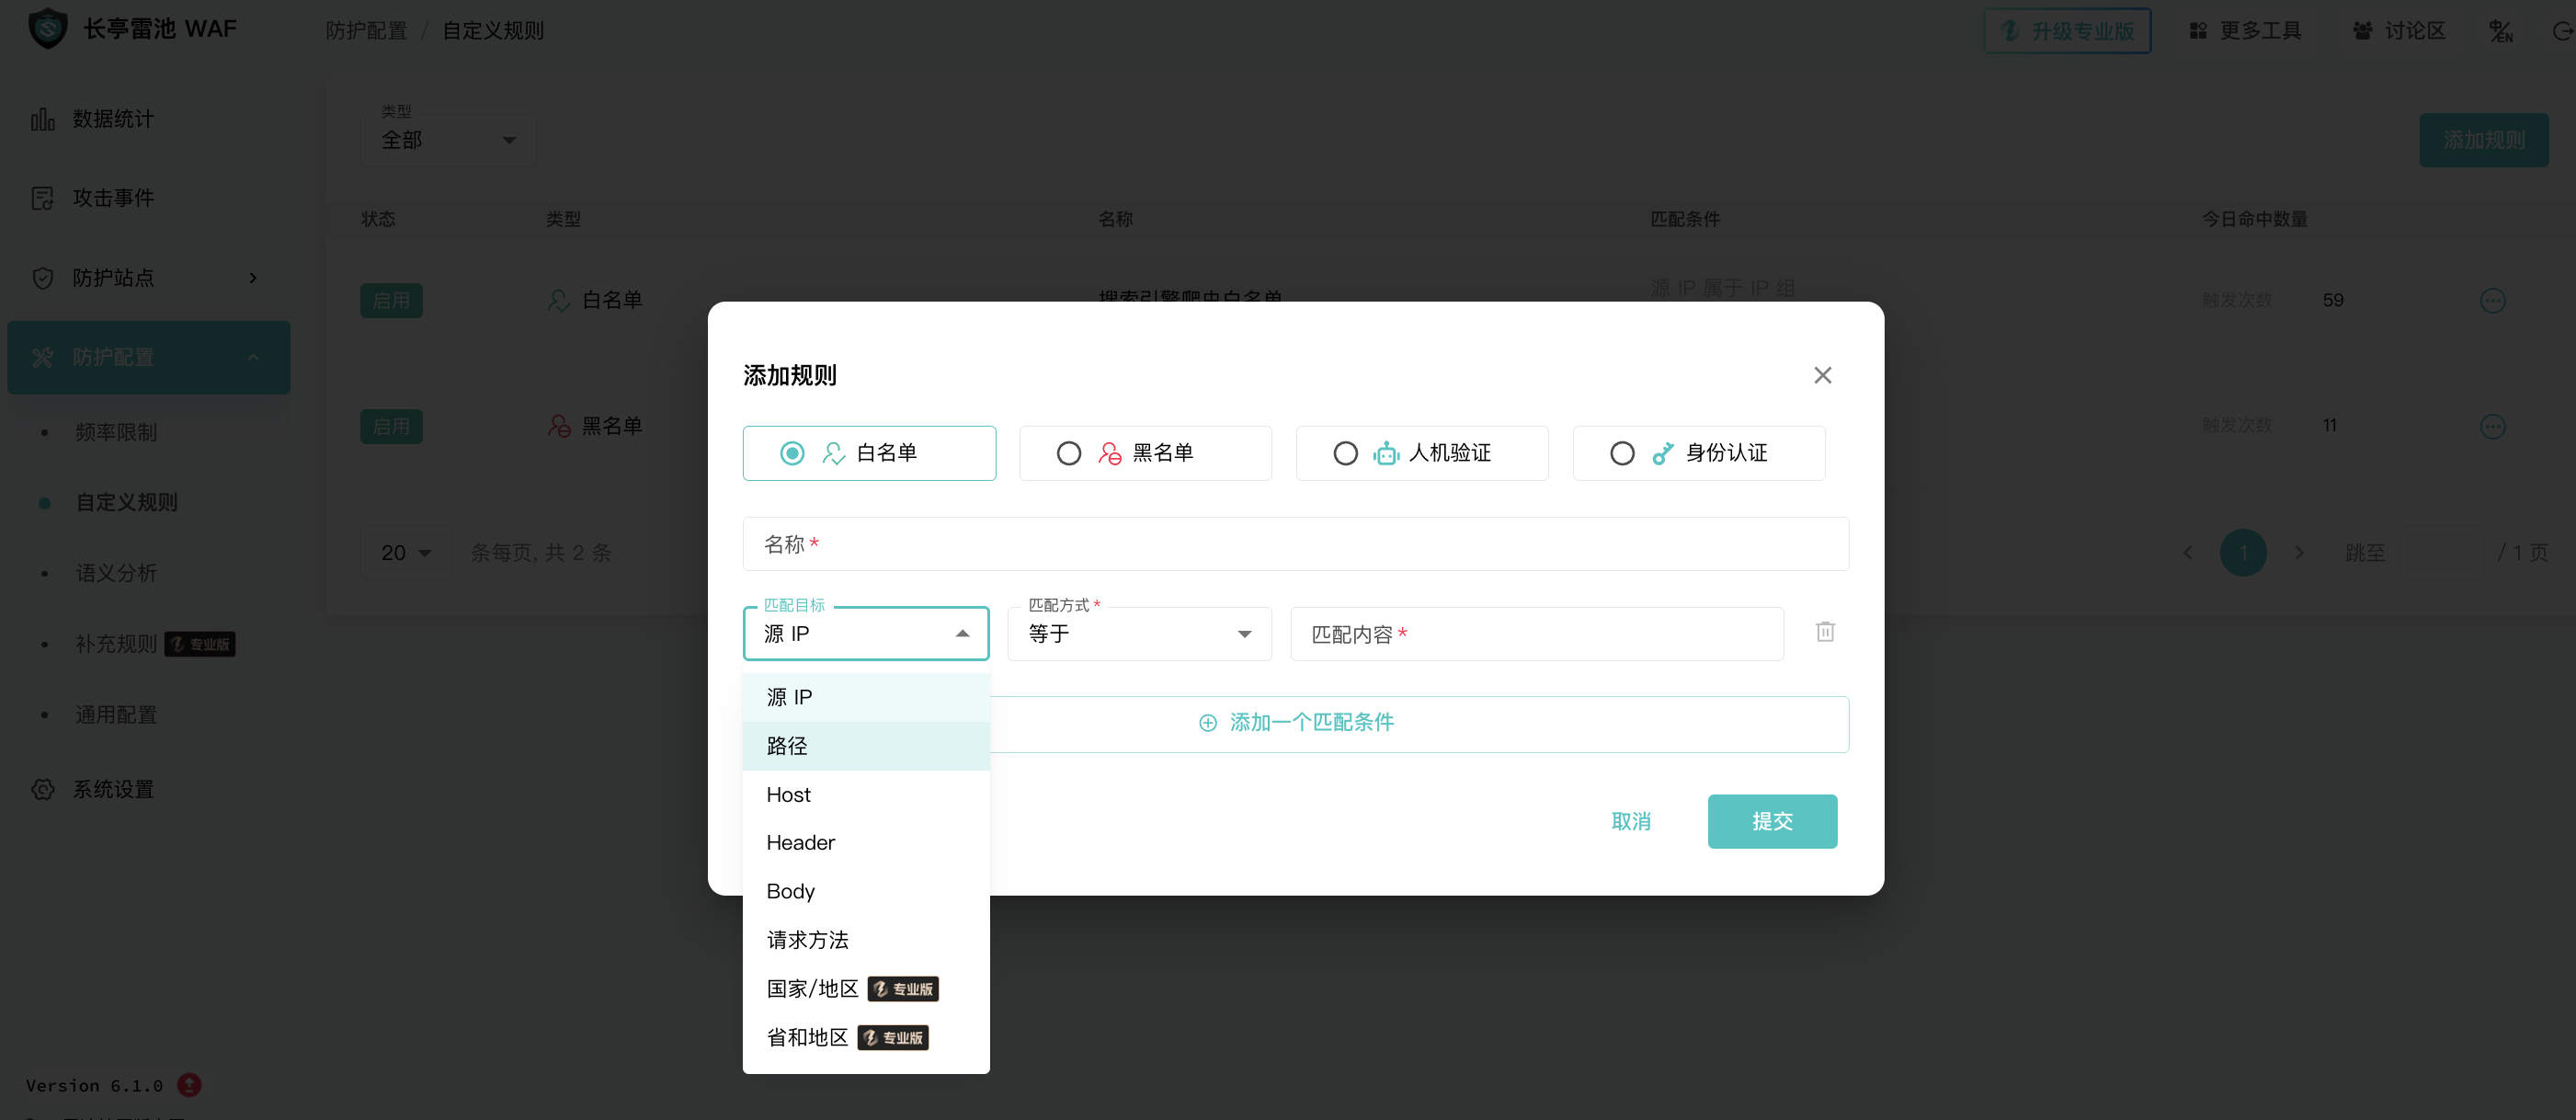 长亭雷池 WAF
防护配置 / 自定义规则
升级专业版
更多工具
讨论区
中/EN
数据统计
攻击事件
防护站点
防护配置
频率限制
自定义规则
语义分析
补充规则 专业版
通用配置
系统设置
Version 6.1.0
类型
全部
添加规则
状态 类型 名称 匹配条件 今日命中数量
启用 白名单 搜索引擎爬虫白名单 源 IP 属于 IP 组 触发次数 59
启用 黑名单 触发次数 11
20 条每页, 共 2 条
1 跳至 / 1 页
添加规则
白名单 黑名单 人机验证 身份认证
名称 *
匹配目标 匹配方式 *
源 IP 等于 匹配内容 *
添加一个匹配条件
源 IP
路径
Host
Header
Body
请求方法
国家/地区 专业版
省和地区 专业版
取消 提交